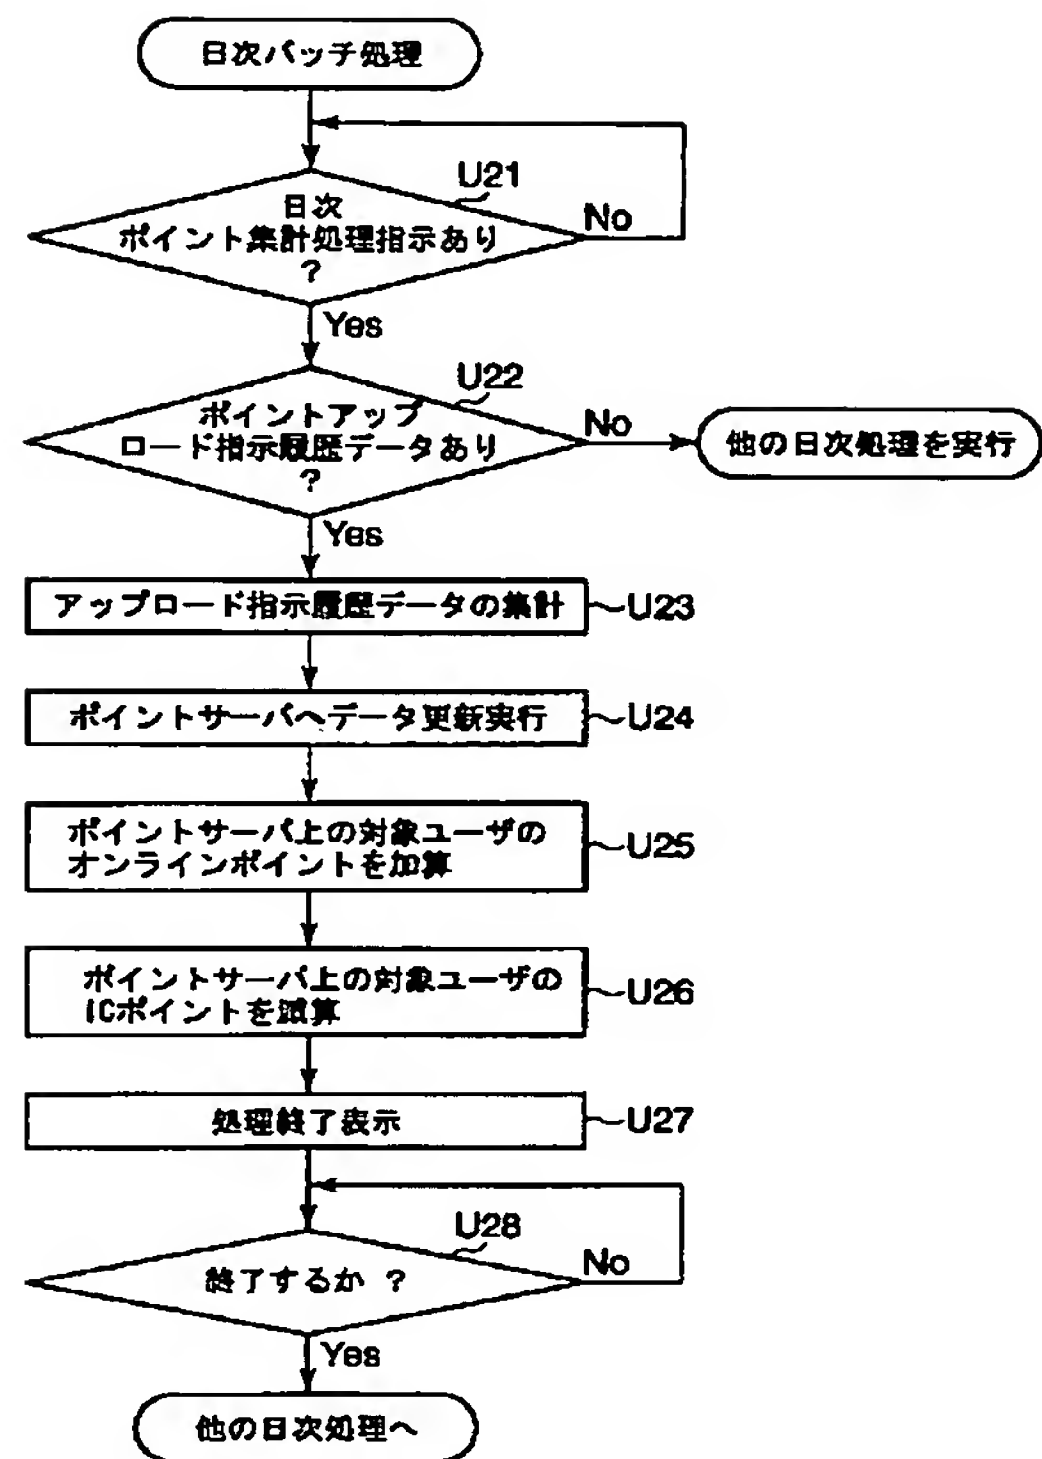 日次バッチ処理
U21
日次
ポイント集計処理指示あり
?
No
Yes
U22
ポイントアップ
ロード指示履歴データあり
?
No
他の日次処理を実行
Yes
アップロード指示履歴データの集計
U23
ポイントサーバへデータ更新実行
U24
ポイントサーバ上の対象ユーザの
オンラインポイントを加算
U25
ポイントサーバ上の対象ユーザの
ICポイントを減算
U26
処理終了表示
U27
U28
終了するか ?
No
Yes
他の日次処理へ